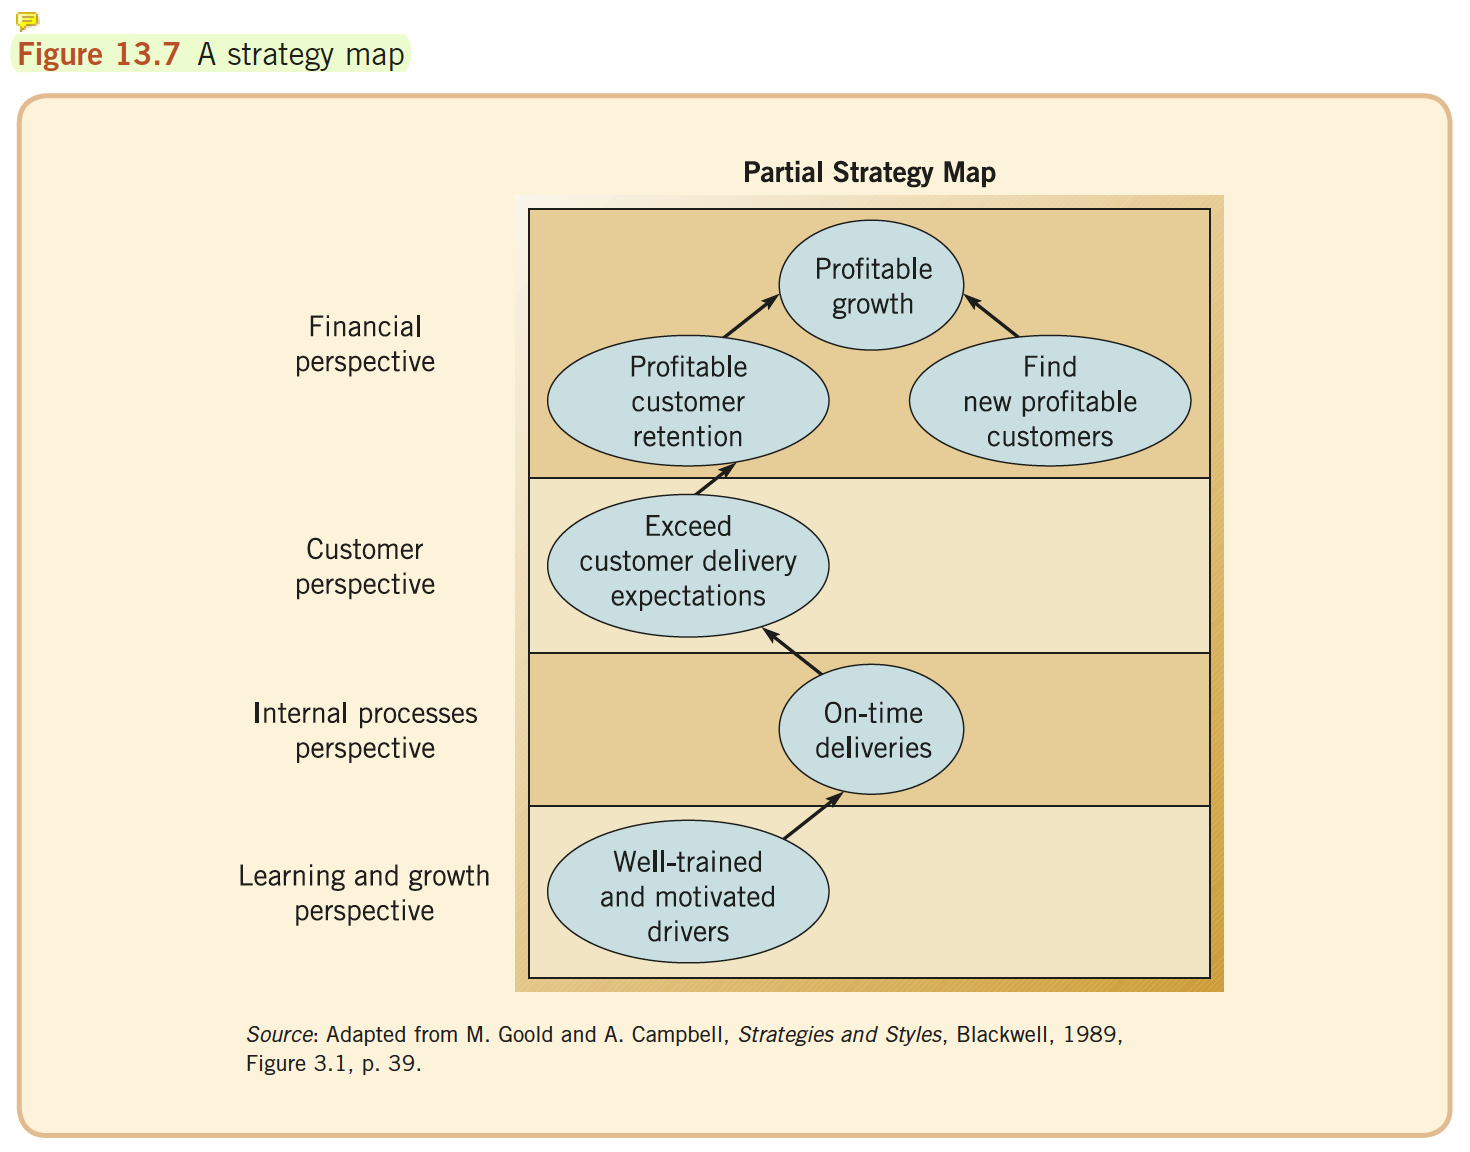 Figure 13.7 A strategy map
Partial Strategy Map
Financial
perspective
Profitable
growth
Profitable
customer
retention
Find
new profitable
customers
Customer
perspective
Exceed
customer delivery
expectations
Internal processes
perspective
On-time
deliveries
Learning and growth
perspective
Well-trained
and motivated
drivers
Source: Adapted from M. Goold and A. Campbell, Strategies and Styles, Blackwell, 1989,
Figure 3.1, p. 39.